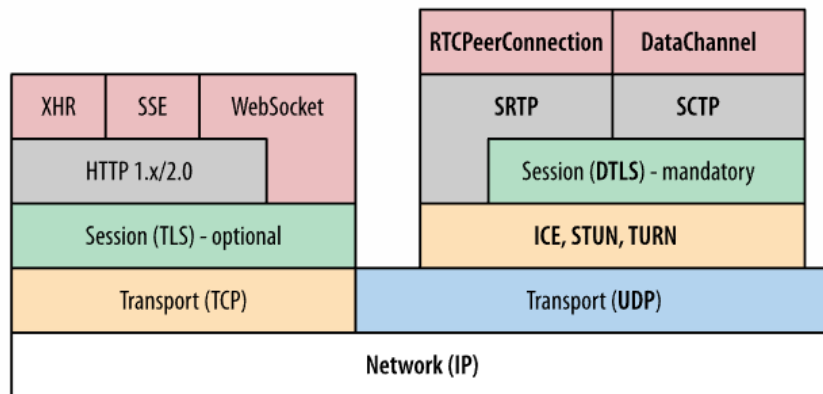 RTCPeerConnection DataChannel
XHR SSE WebSocket SRTP SCTP
HTTP 1.x/2.0 Session (DTLS) - mandatory
Session (TLS) - optional ICE, STUN, TURN
Transport (TCP) Transport (UDP)
Network (IP)